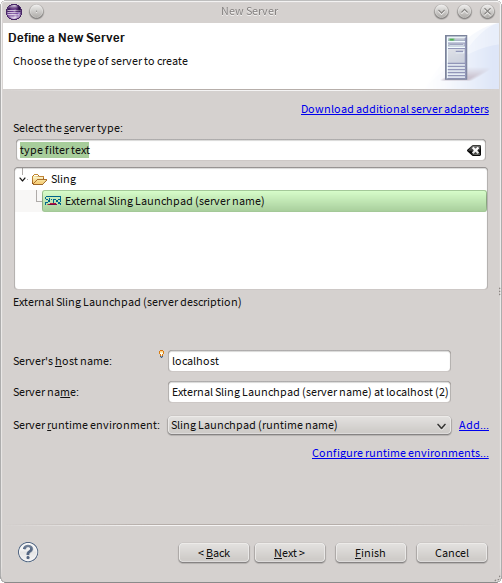 New Server
Define a New Server
Choose the type of server to create
Download additional server adapters
Select the server type:
type filter text
Sling
External Sling Launchpad (server name)
External Sling Launchpad (server description)
Server's host name:
localhost
Server name:
External Sling Launchpad (server name) at localhost (2)
Server runtime environment:
Sling Launchpad (runtime name)
Add...
Configure runtime environments...
?
< Back
Next >
Finish
Cancel